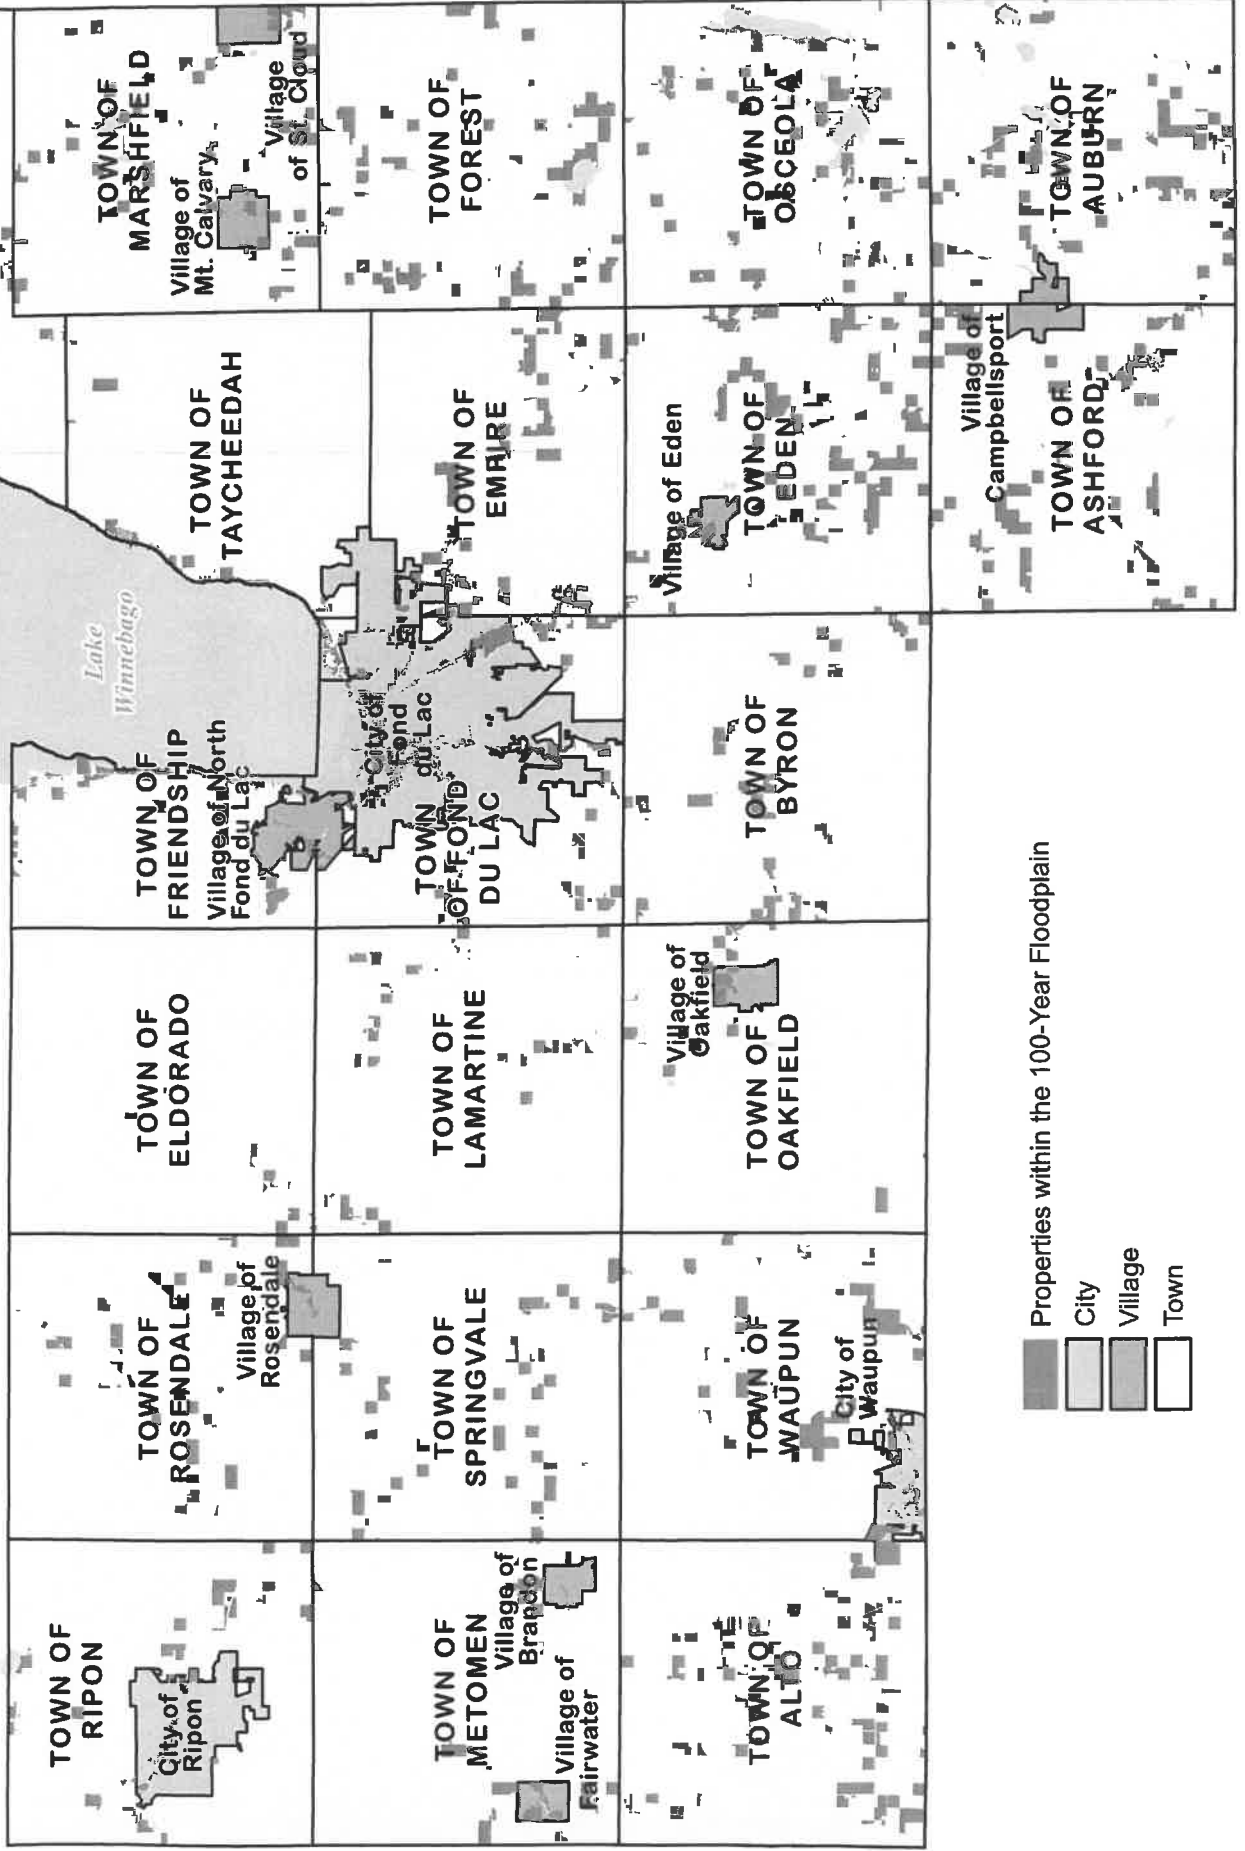 TOWN OF
RIPON
City of
Ripon
TOWN OF
ROSENDALE
Village of
Rosendale
TOWN OF
ELDORADO
TOWN OF
FRIENDSHIP
Village of North
Fond du Lac
Lake
Winnebago
TOWN OF
TAYCHEEDAH
TOWN OF
MARSHFIELD
Village of
Mt. Calvary
Village
of St. Cloud
TOWN OF
METOMEN
Village of
Brandon
Village of
Fairwater
TOWN OF
SPRINGVALE
TOWN OF
LAMARTINE
City of
Fond
du Lac
TOWN
OF FOND
DU LAC
TOWN OF
EMPIRE
TOWN OF
FOREST
TOWN OF
ALTO
TOWN OF
WAUPUN
City of
Waupun
Village of
Oakfield
TOWN OF
OAKFIELD
TOWN OF
BYRON
Village of Eden
TOWN OF
EDEN
TOWN OF
OSCEOLA
Village of
Campbellsport
TOWN OF
ASHFORD
TOWN OF
AUBURN
Properties within the 100-Year Floodplain
City
Village
Town